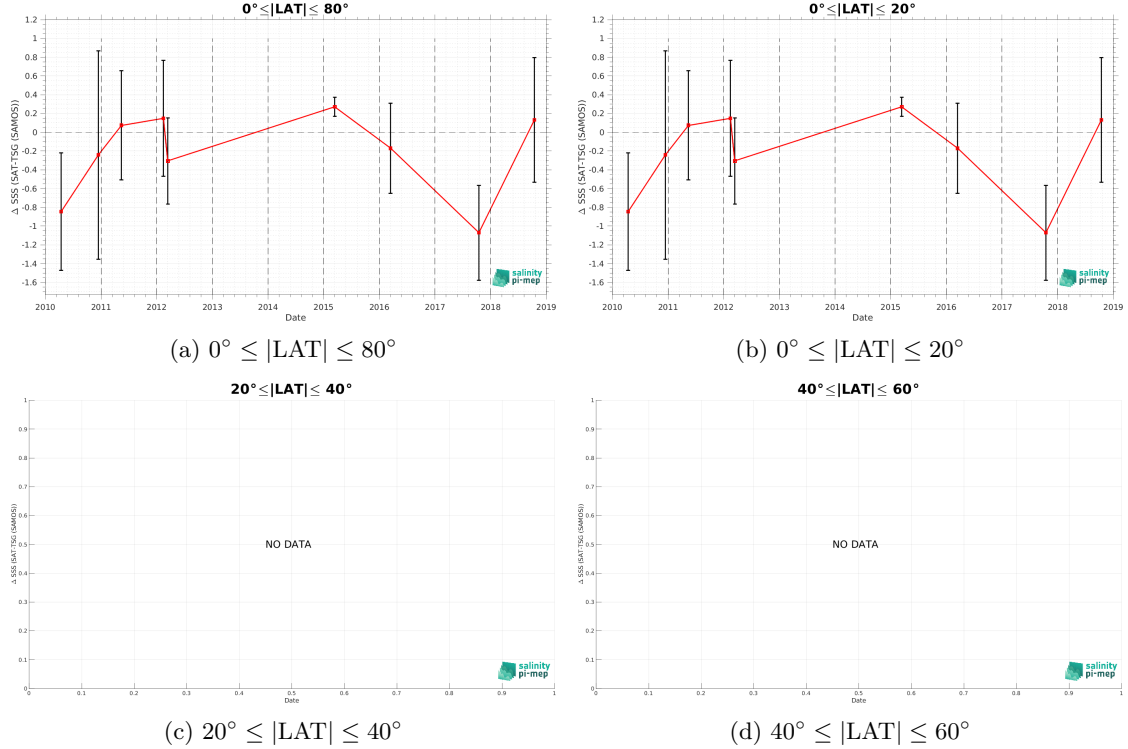 0°≤|LAT|≤ 80°
Δ SSS (SAT-TSG (SAMOS))
1.2
1
0.8
0.6
0.4
0.2
0
-0.2
-0.4
-0.6
-0.8
-1
-1.2
-1.4
-1.6
2010 2011 2012 2013 2014 2015 2016 2017 2018 2019
Date
salinity
pi-mep
(a) 0° ≤ |LAT| ≤ 80°
0°≤|LAT|≤ 20°
Δ SSS (SAT-TSG (SAMOS))
1.2
1
0.8
0.6
0.4
0.2
0
-0.2
-0.4
-0.6
-0.8
-1
-1.2
-1.4
-1.6
2010 2011 2012 2013 2014 2015 2016 2017 2018 2019
Date
salinity
pi-mep
(b) 0° ≤ |LAT| ≤ 20°
20°≤|LAT|≤ 40°
Δ SSS (SAT-TSG (SAMOS))
1
0.9
0.8
0.7
0.6
0.5
0.4
0.3
0.2
0.1
0
NO DATA
0 0.1 0.2 0.3 0.4 0.5 0.6 0.7 0.8 0.9 1
Date
salinity
pi-mep
(c) 20° ≤ |LAT| ≤ 40°
40°≤|LAT|≤ 60°
Δ SSS (SAT-TSG (SAMOS))
1
0.9
0.8
0.7
0.6
0.5
0.4
0.3
0.2
0.1
0
NO DATA
0 0.1 0.2 0.3 0.4 0.5 0.6 0.7 0.8 0.9 1
Date
salinity
pi-mep
(d) 40° ≤ |LAT| ≤ 60°